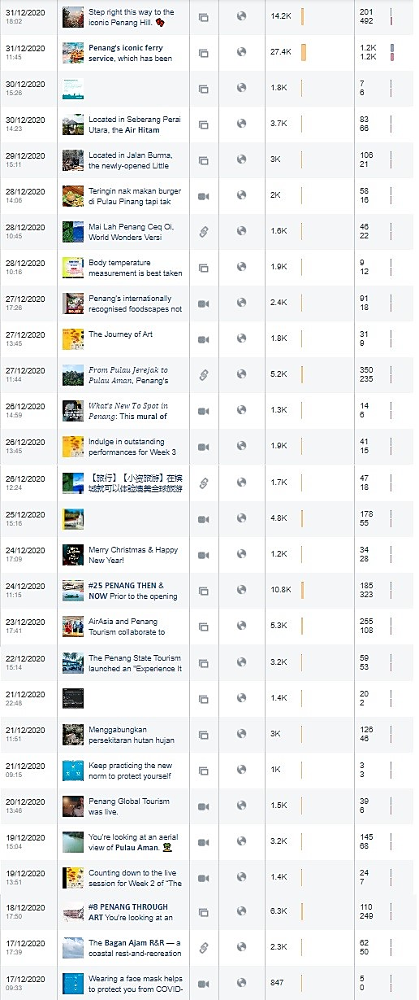 31/12/2020 Step right this way to the 14.2K 201
18:02 iconic Penang Hill. 492
31/12/2020 Penang's iconic ferry 27.4K 1.2K
11:45 service, which has been 1.2K
30/12/2020 1.8K 7
15:26 6
30/12/2020 Located in Seberang Perai 3.7K 83
14:23 Utara, the Air Hitam 66
29/12/2020 Located in Jalan Burma, 3K 106
15:11 the newly-opened Little 21
28/12/2020 Teringin nak makan burger 2K 58
14:06 di Pulau Pinang tapi tak 16
28/12/2020 Mai Lah Penang Ceq Oi, 1.6K 46
10:45 World Wonders Versi 22
28/12/2020 Body temperature 1.9K 9
10:16 measurement is best taken 12
27/12/2020 Penang's internationally 2.4K 91
17:26 recognised foodscapes not 18
27/12/2020 The Journey of Art 1.8K 31
13:45 9
27/12/2020 From Pulau Jerejak to 5.2K 350
11:44 Pulau Aman, Penang's 235
26/12/2020 What's New To Spot in 1.3K 14
14:59 Penang: This mural of 6
26/12/2020 Indulge in outstanding 1.9K 41
13:45 performances for Week 3 15
26/12/2020 【旅行】【小资旅游】在槟 1.7K 47
12:24 城就可以体验媲美全球旅游 18
25/12/2020 4.8K 178
15:16 55
24/12/2020 Merry Christmas & Happy 1.2K 34
17:09 New Year! 28
24/12/2020 #25 PENANG THEN & 10.8K 185
11:15 NOW Prior to the opening 323
23/12/2020 AirAsia and Penang 5.3K 255
17:41 Tourism collaborate to 108
22/12/2020 The Penang State Tourism 3.2K 59
15:14 launched an "Experience It 53
21/12/2020 1.4K 20
22:48 2
21/12/2020 Menggabungkan 3K 126
11:51 persekitaran hutan hujan 46
21/12/2020 Keep practicing the new 1K 3
09:15 norm to protect yourself 3
20/12/2020 Penang Global Tourism 1.5K 39
13:46 was live. 6
19/12/2020 You're looking at an aerial 3.2K 145
15:04 view of Pulau Aman. 68
19/12/2020 Counting down to the live 1.4K 24
13:51 session for Week 2 of "The 7
18/12/2020 #8 PENANG THROUGH 6.3K 110
17:50 ART You're looking at an 249
17/12/2020 The Bagan Ajam R&R — a 2.3K 62
17:39 coastal rest-and-recreation 50
17/12/2020 Wearing a face mask helps 847 5
09:33 to protect you from COVID- 0